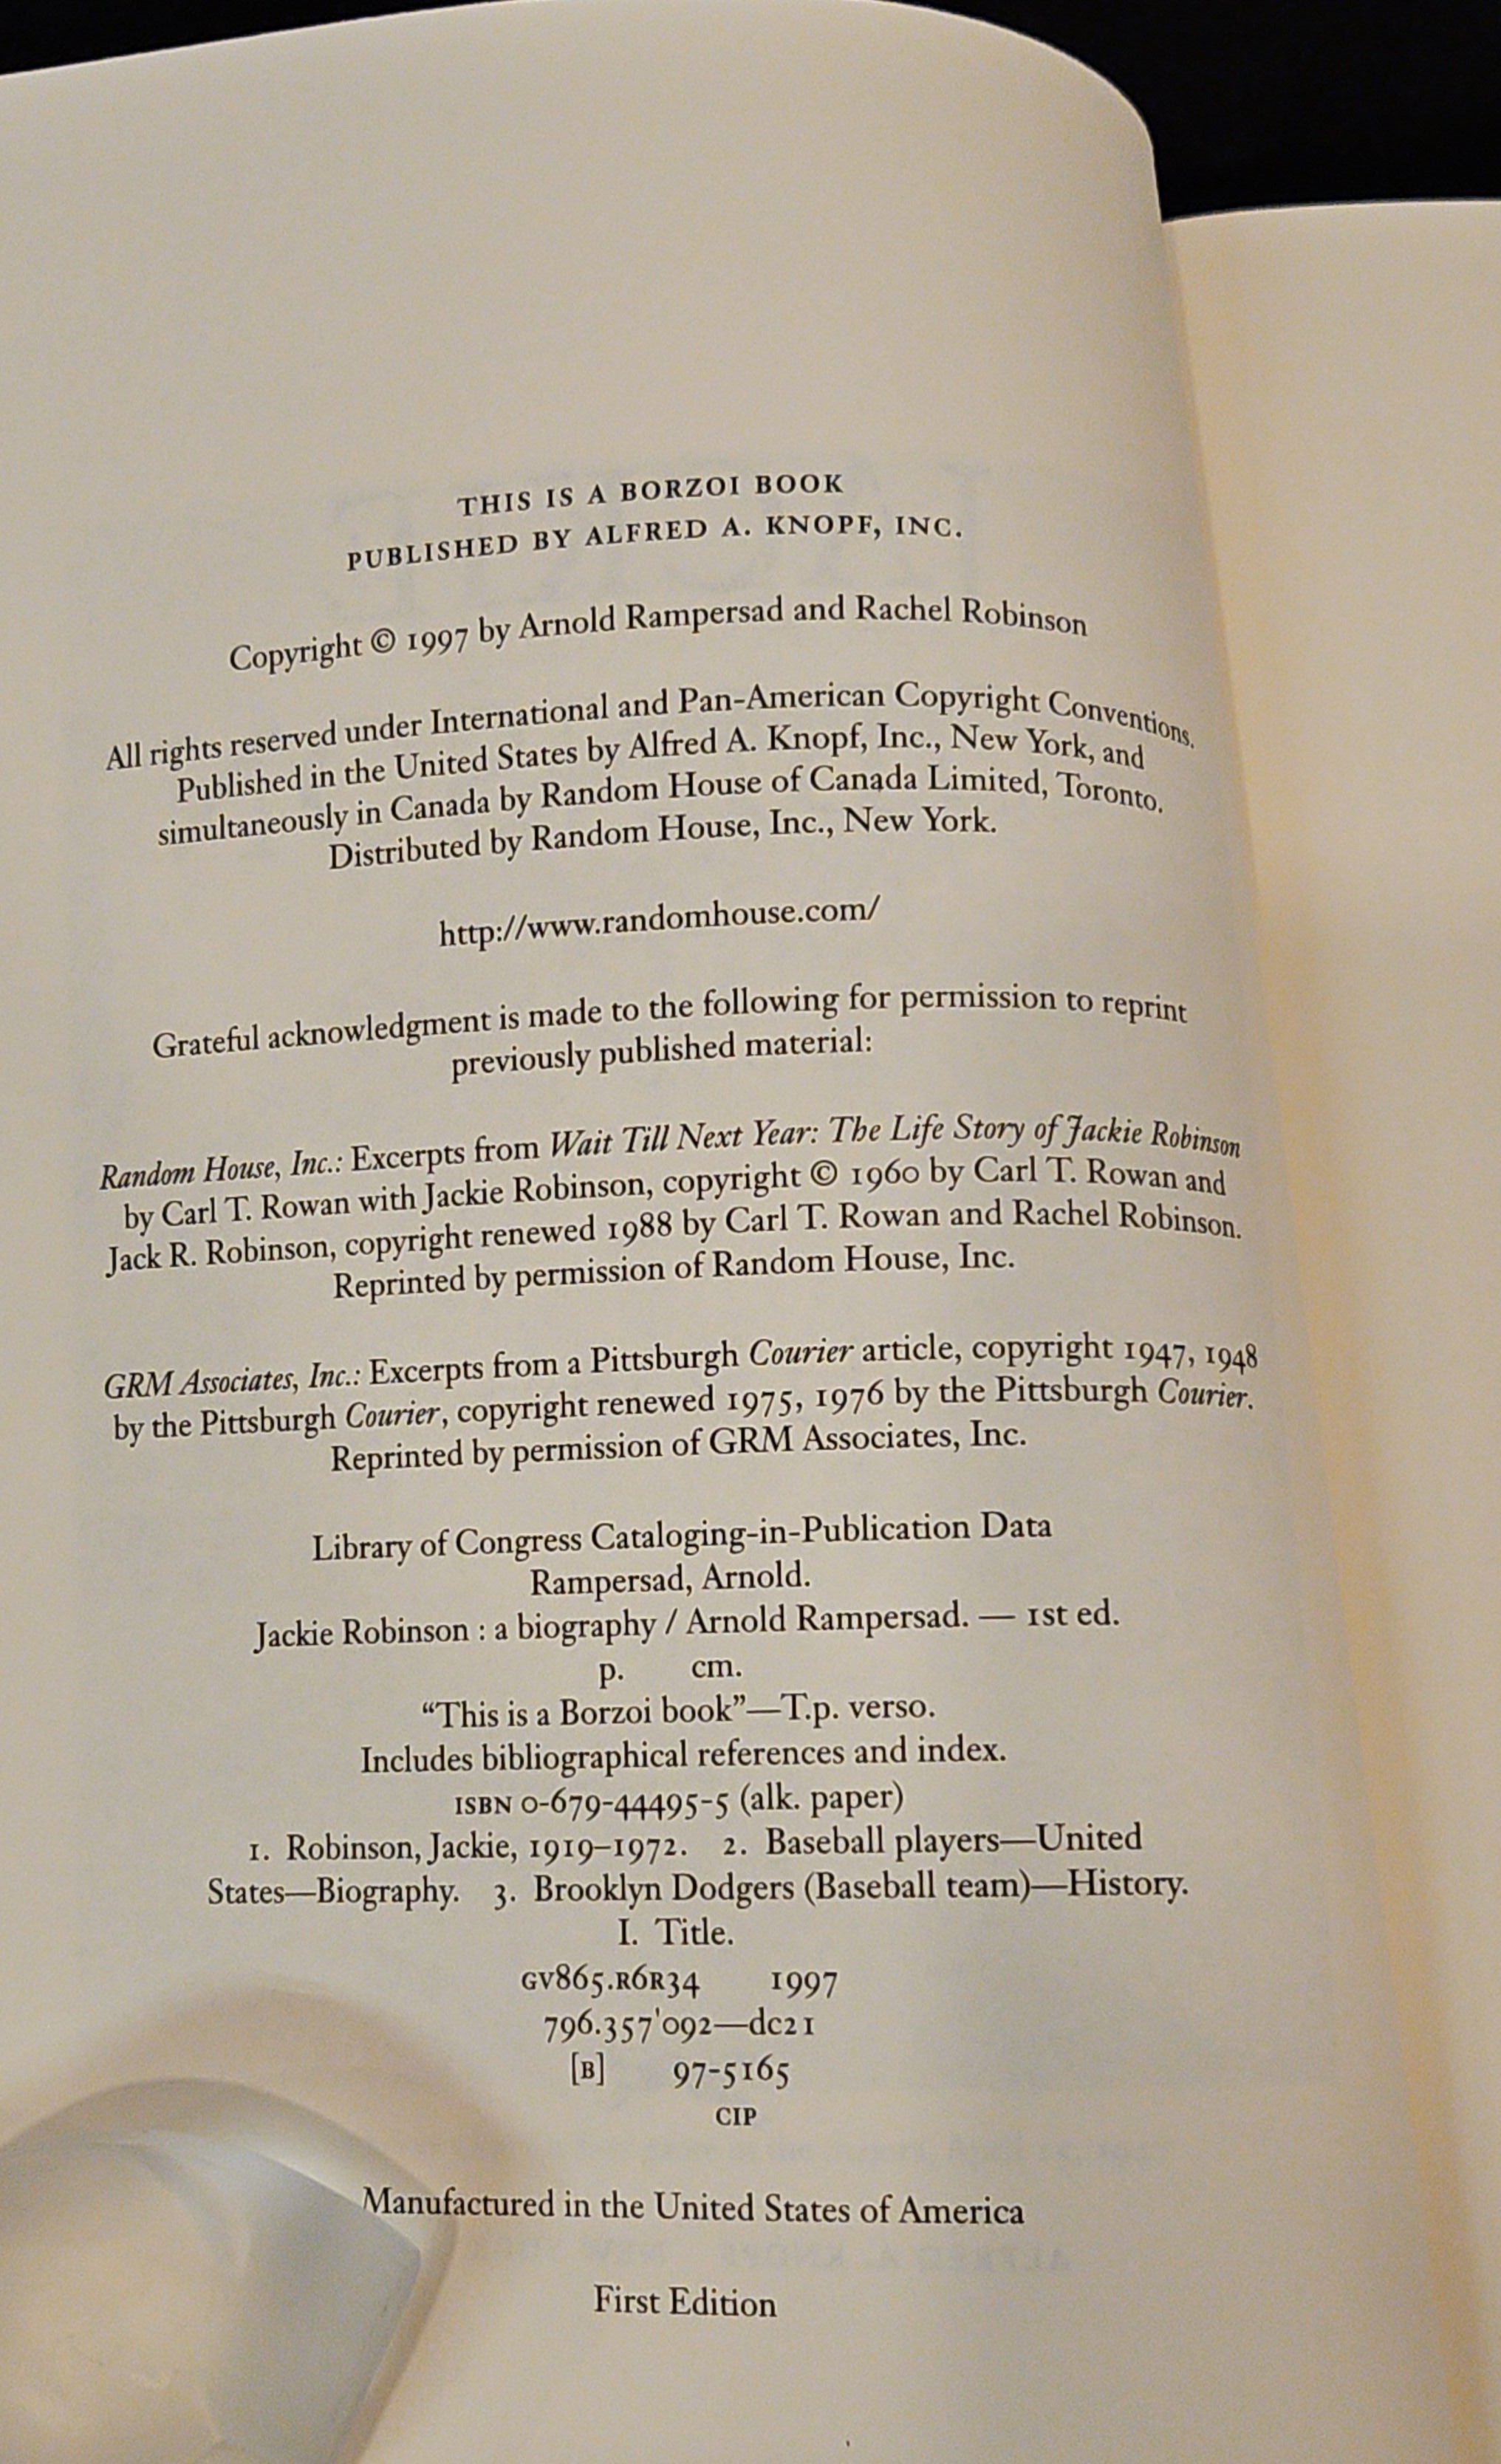 THIS IS A BORZOI BOOK
PUBLISHED BY ALFRED A. KNOPF, INC.
Copyright © 1997 by Arnold Rampersad and Rachel Robinson
All rights reserved under International and Pan-American Copyright Conventions.
Published in the United States by Alfred A. Knopf, Inc., New York, and
simultaneously in Canada by Random House of Canada Limited, Toronto.
Distributed by Random House, Inc., New York.
http://www.randomhouse.com/
Grateful acknowledgment is made to the following for permission to reprint
previously published material:
Random House, Inc.: Excerpts from Wait Till Next Year: The Life Story of Jackie Robinson
by Carl T. Rowan with Jackie Robinson, copyright © 1960 by Carl T. Rowan and
Jack R. Robinson, copyright renewed 1988 by Carl T. Rowan and Rachel Robinson.
Reprinted by permission of Random House, Inc.
GRM Associates, Inc.: Excerpts from a Pittsburgh Courier article, copyright 1947, 1948
by the Pittsburgh Courier, copyright renewed 1975, 1976 by the Pittsburgh Courier.
Reprinted by permission of GRM Associates, Inc.
Library of Congress Cataloging-in-Publication Data
Rampersad, Arnold.
Jackie Robinson : a biography / Arnold Rampersad. — 1st ed.
p. cm.
“This is a Borzoi book”—T.p. verso.
Includes bibliographical references and index.
ISBN 0-679-44495-5 (alk. paper)
1. Robinson, Jackie, 1919–1972. 2. Baseball players—United
States—Biography. 3. Brooklyn Dodgers (Baseball team)—History.
I. Title.
GV865.R6R34 1997
796.357'092—dc21
[B] 97-5165
CIP
Manufactured in the United States of America
First Edition